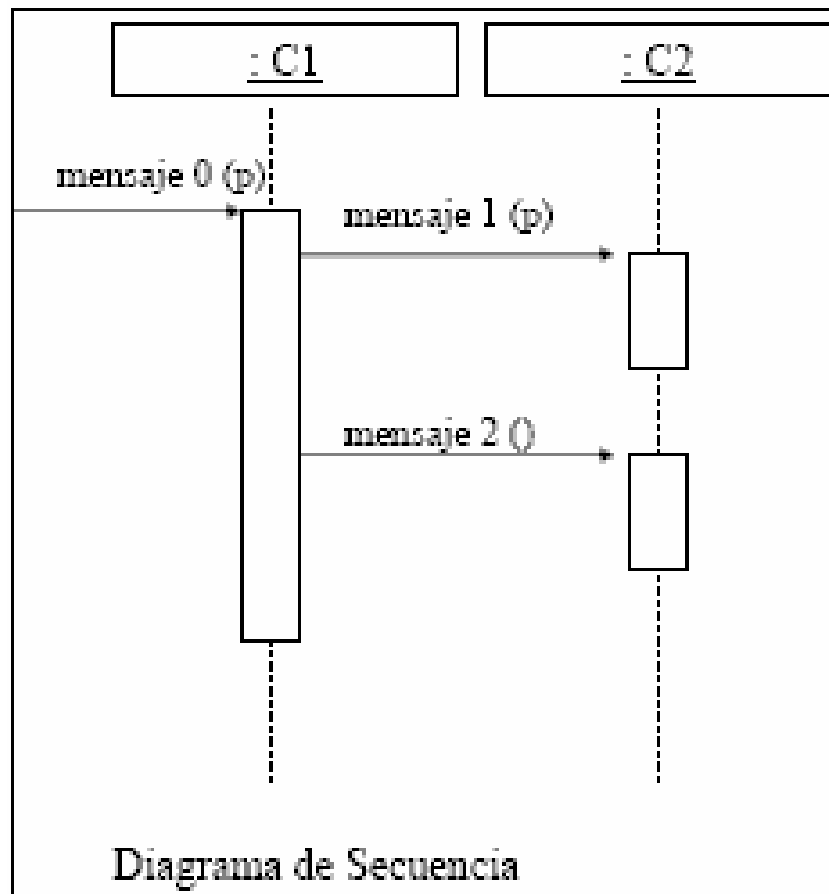 : C1
: C2
mensaje 0 (p)
mensaje 1 (p)
mensaje 2 ()
Diagrama de Secuencia